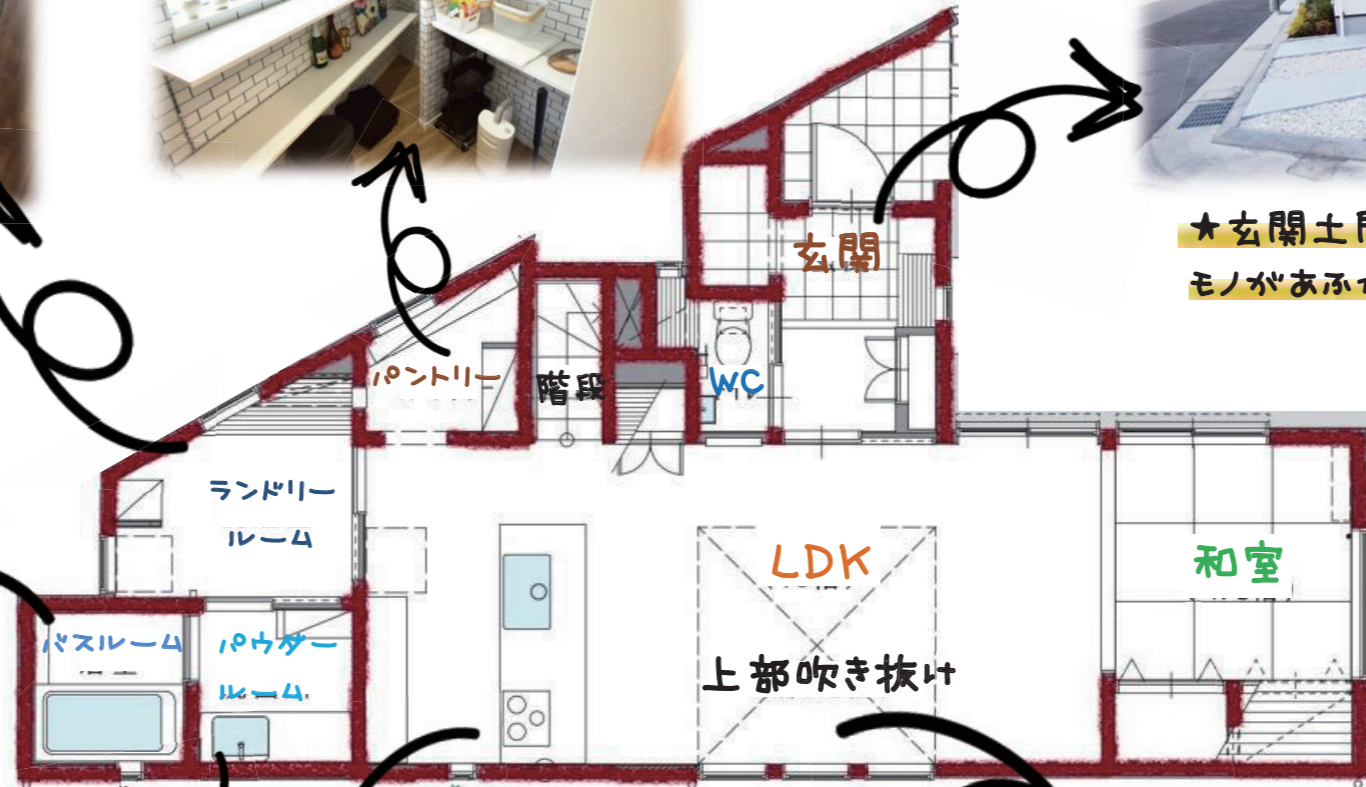 ★玄関土
モノがあふ
玄関
パントリー
階段
WC
ランドリー
ルーム
LDK
和室
バスルーム
パウダー
ルーム
上部吹き抜け